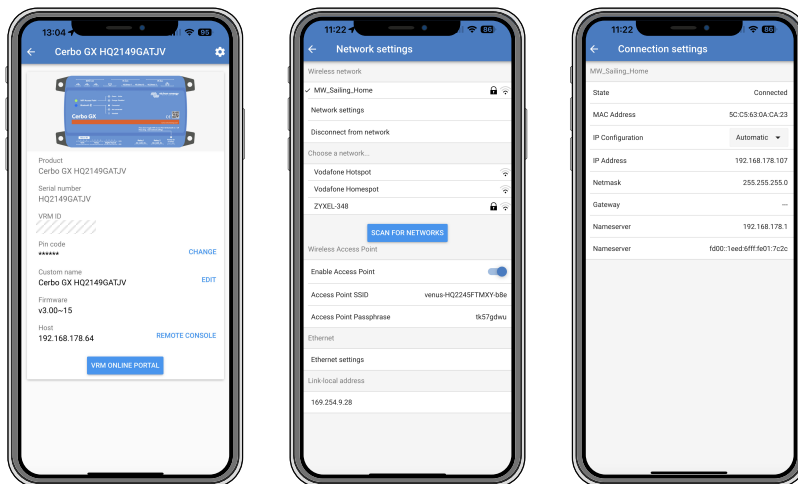 13:04
95
Cerbo GX HQ2149GATJV
Cerbo GX
Product
Cerbo GX HQ2149GATJV
Serial number
HQ2149GATJV
VRM ID
Pin code
******
CHANGE
Custom name
Cerbo GX HQ2149GATJV
EDIT
Firmware
v3.00~15
Host
192.168.178.64
REMOTE CONSOLE
VRM ONLINE PORTAL
11:22
86
Network settings
Wireless network
MW_Sailing_Home
Network settings
Disconnect from network
Choose a network...
Vodafone Hotspot
Vodafone Homespot
ZYXEL-348
SCAN FOR NETWORKS
Wireless Access Point
Enable Access Point
Access Point SSID venus-HQ2245FTMXY-b8e
Access Point Passphrase tk57gdwu
Ethernet
Ethernet settings
Link-local address
169.254.9.28
11:22
86
Connection settings
MW_Sailing_Home
State Connected
MAC Address 5C:C5:63:0A:CA:23
IP Configuration Automatic
IP Address 192.168.178.107
Netmask 255.255.255.0
Gateway —
Nameserver 192.168.178.1
Nameserver fd00::1eed:6fff:fe01:7c2c